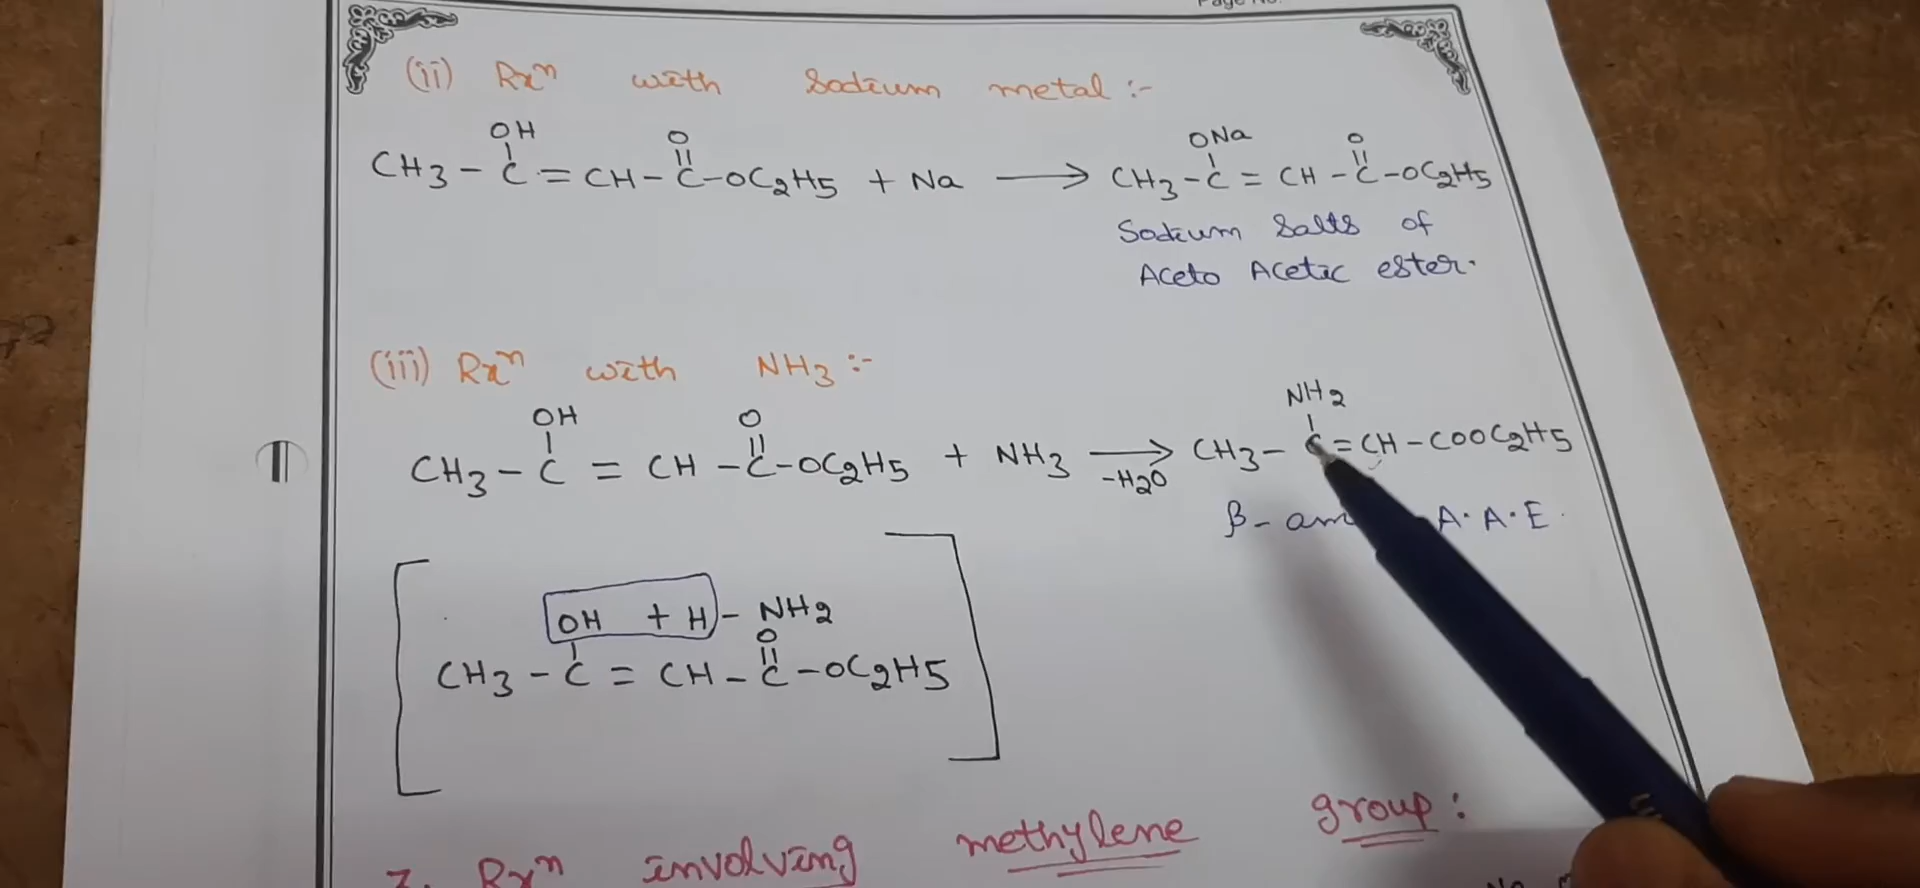 Page No.
(ii) Rxⁿ with Sodium metal :-
OH O ONa O
CH3 - C = CH - C - OC2H5 + Na ⟶ CH3 - C = CH - C - OC2H5
Sodium Salts of
Aceto Acetic ester.
(iii) Rxⁿ with NH3 :-
OH O NH2
CH3 - C = CH - C - OC2H5 + NH3 ⟶ CH3 - C = CH - COOC2H5
-H2O
β - A.A.E.
OH + H - NH2
O
CH3 - C = CH - C - OC2H5
Rxⁿ involving methylene group :